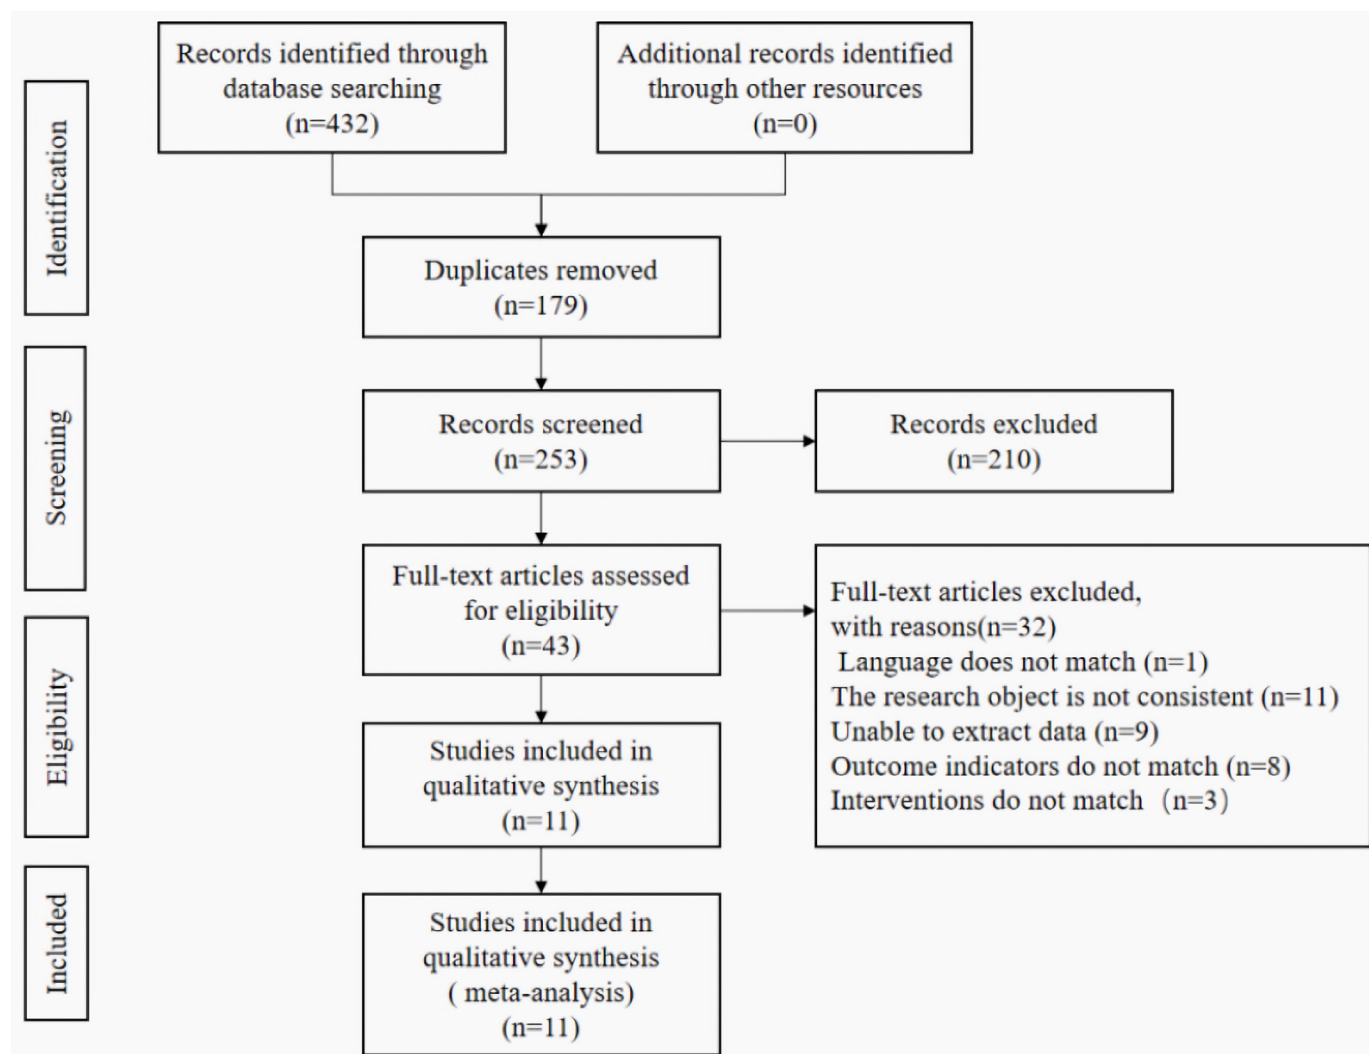 Records identified through
database searching
(n=432)
Additional records identified
through other resources
(n=0)
Identification
Duplicates removed
(n=179)
Screening
Records screened
(n=253)
Records excluded
(n=210)
Full-text articles assessed
for eligibility
(n=43)
Full-text articles excluded,
with reasons(n=32)
Language does not match (n=1)
The research object is not consistent (n=11)
Unable to extract data (n=9)
Outcome indicators do not match (n=8)
Interventions do not match （n=3)
Eligibility
Studies included in
qualitative synthesis
(n=11)
Included
Studies included in
qualitative synthesis
( meta-analysis)
(n=11)